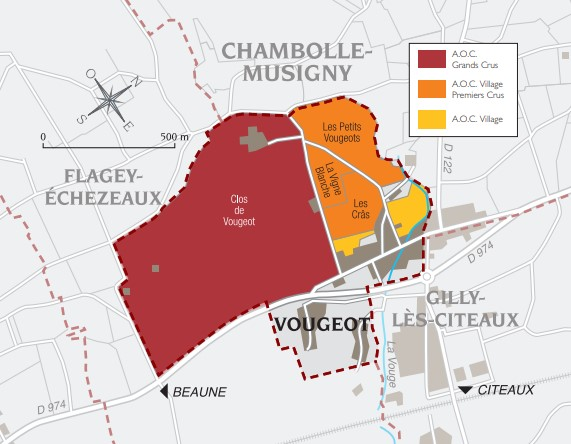 CHAMBOLLE-
MUSIGNY
A.O.C.
Grands Crus
A.O.C. Village
Premiers Crus
A.O.C. Village
O
N
S
E
0
500 m
Les Petits
Vougeots
D 122
FLAGEY-
ÉCHEZEAUX
La Vigne
Blanche
Clos
de
Vougeot
Les
Crâs
D 974
GILLY-
LÈS-CITEAUX
VOUGEOT
La Vouge
BEAUNE
CITEAUX
D 974